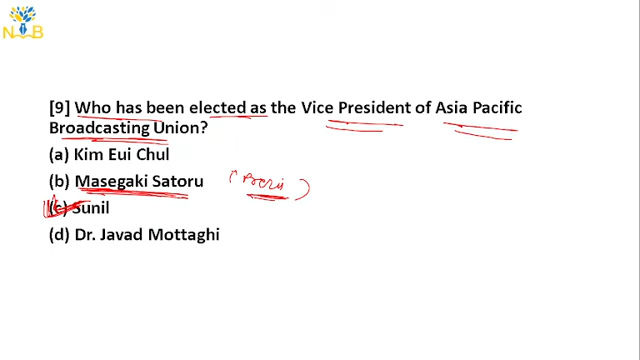 N B
[9] Who has been elected as the Vice President of Asia Pacific
Broadcasting Union?
(a) Kim Eui Chul
(b) Masegaki Satoru
(c) Sunil
(d) Dr. Javad Mottaghi